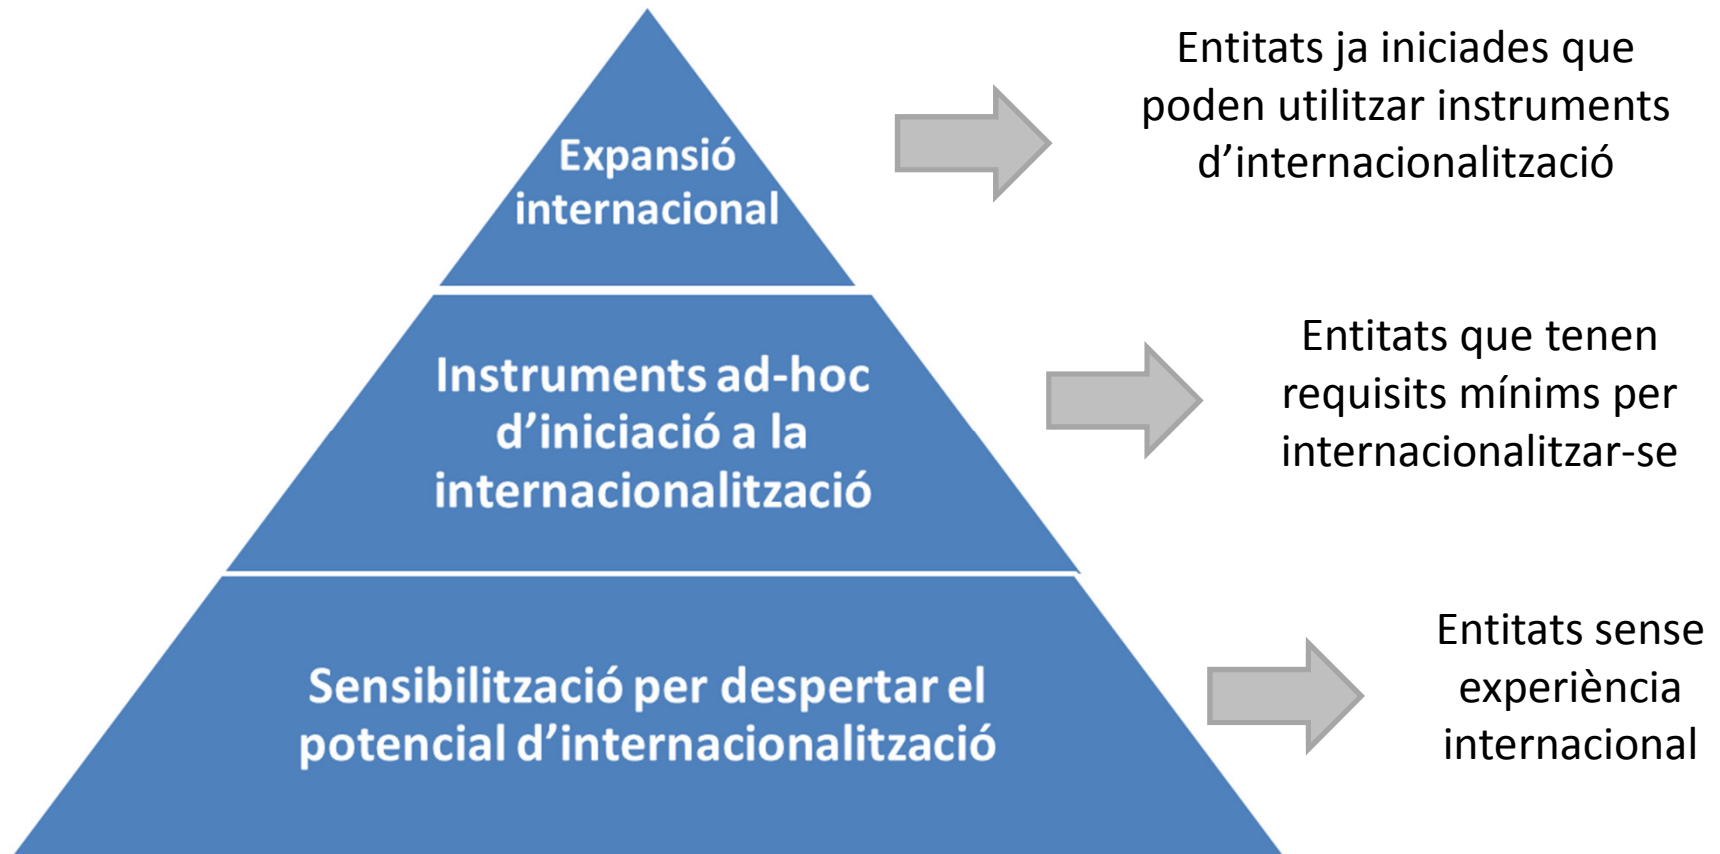 Expansió
internacional
Entitats ja iniciades que
poden utilitzar instruments
d’internacionalització
Instruments ad-hoc
d’iniciació a la
internacionalització
Entitats que tenen
requisits mínims per
internacionalitzar-se
Sensibilització per despertar el
potencial d’internacionalització
Entitats sense
experiència
internacional